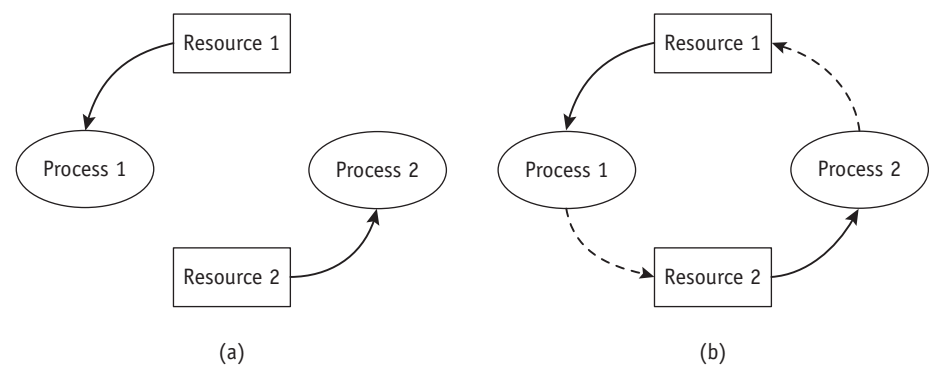 Resource 1
Process 1
Process 2
Resource 2
(a)
Resource 1
Process 1
Process 2
Resource 2
(b)